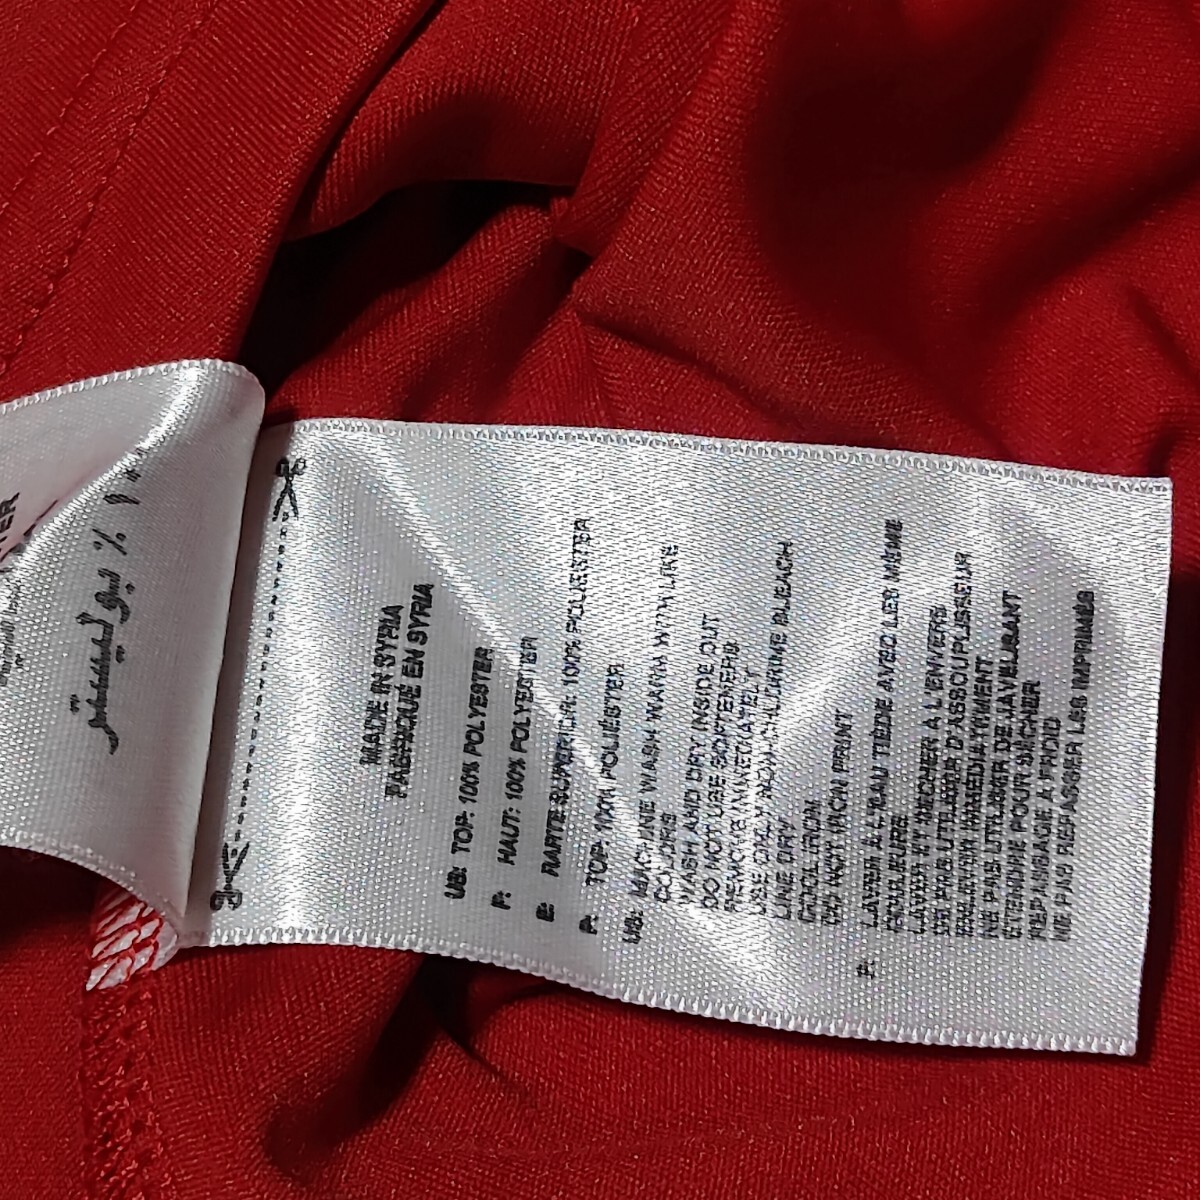 ١٠٠ ٪ بوليستر
MADE IN SYRIA
FABRIQUÉ EN SYRIA
US: TOP: 100% POLYESTER
F: HAUT: 100% POLYESTER
E: PARTE SUPERIOR: 100% POLIÉSTER
P: TOP: 100% POLIÉSTER
US: MACHINE WASH WARM WITH LIKE
COLORS
WASH AND DRY INSIDE OUT
DO NOT USE SOFTENERS
REMOVE IMMEDIATELY
USE ONLY NON-CHLORINE BLEACH
LINE DRY
COOL IRON
DO NOT IRON PRINT
F: LAVER À L'EAU TIÈDE AVEC LES MÊME
COULEURS
LAVER ET SÉCHER À L'ENVERS
NE PAS UTILISER D'ASSOUPLISSEUR
ENLEVER IMMÉDIATEMENT
NE PAS UTILISER DE JAVELISANT
ÉTENDRE POUR SÉCHER
REPASSAGE À FROID
NE PAS REPASSER LES IMPRIMÉS